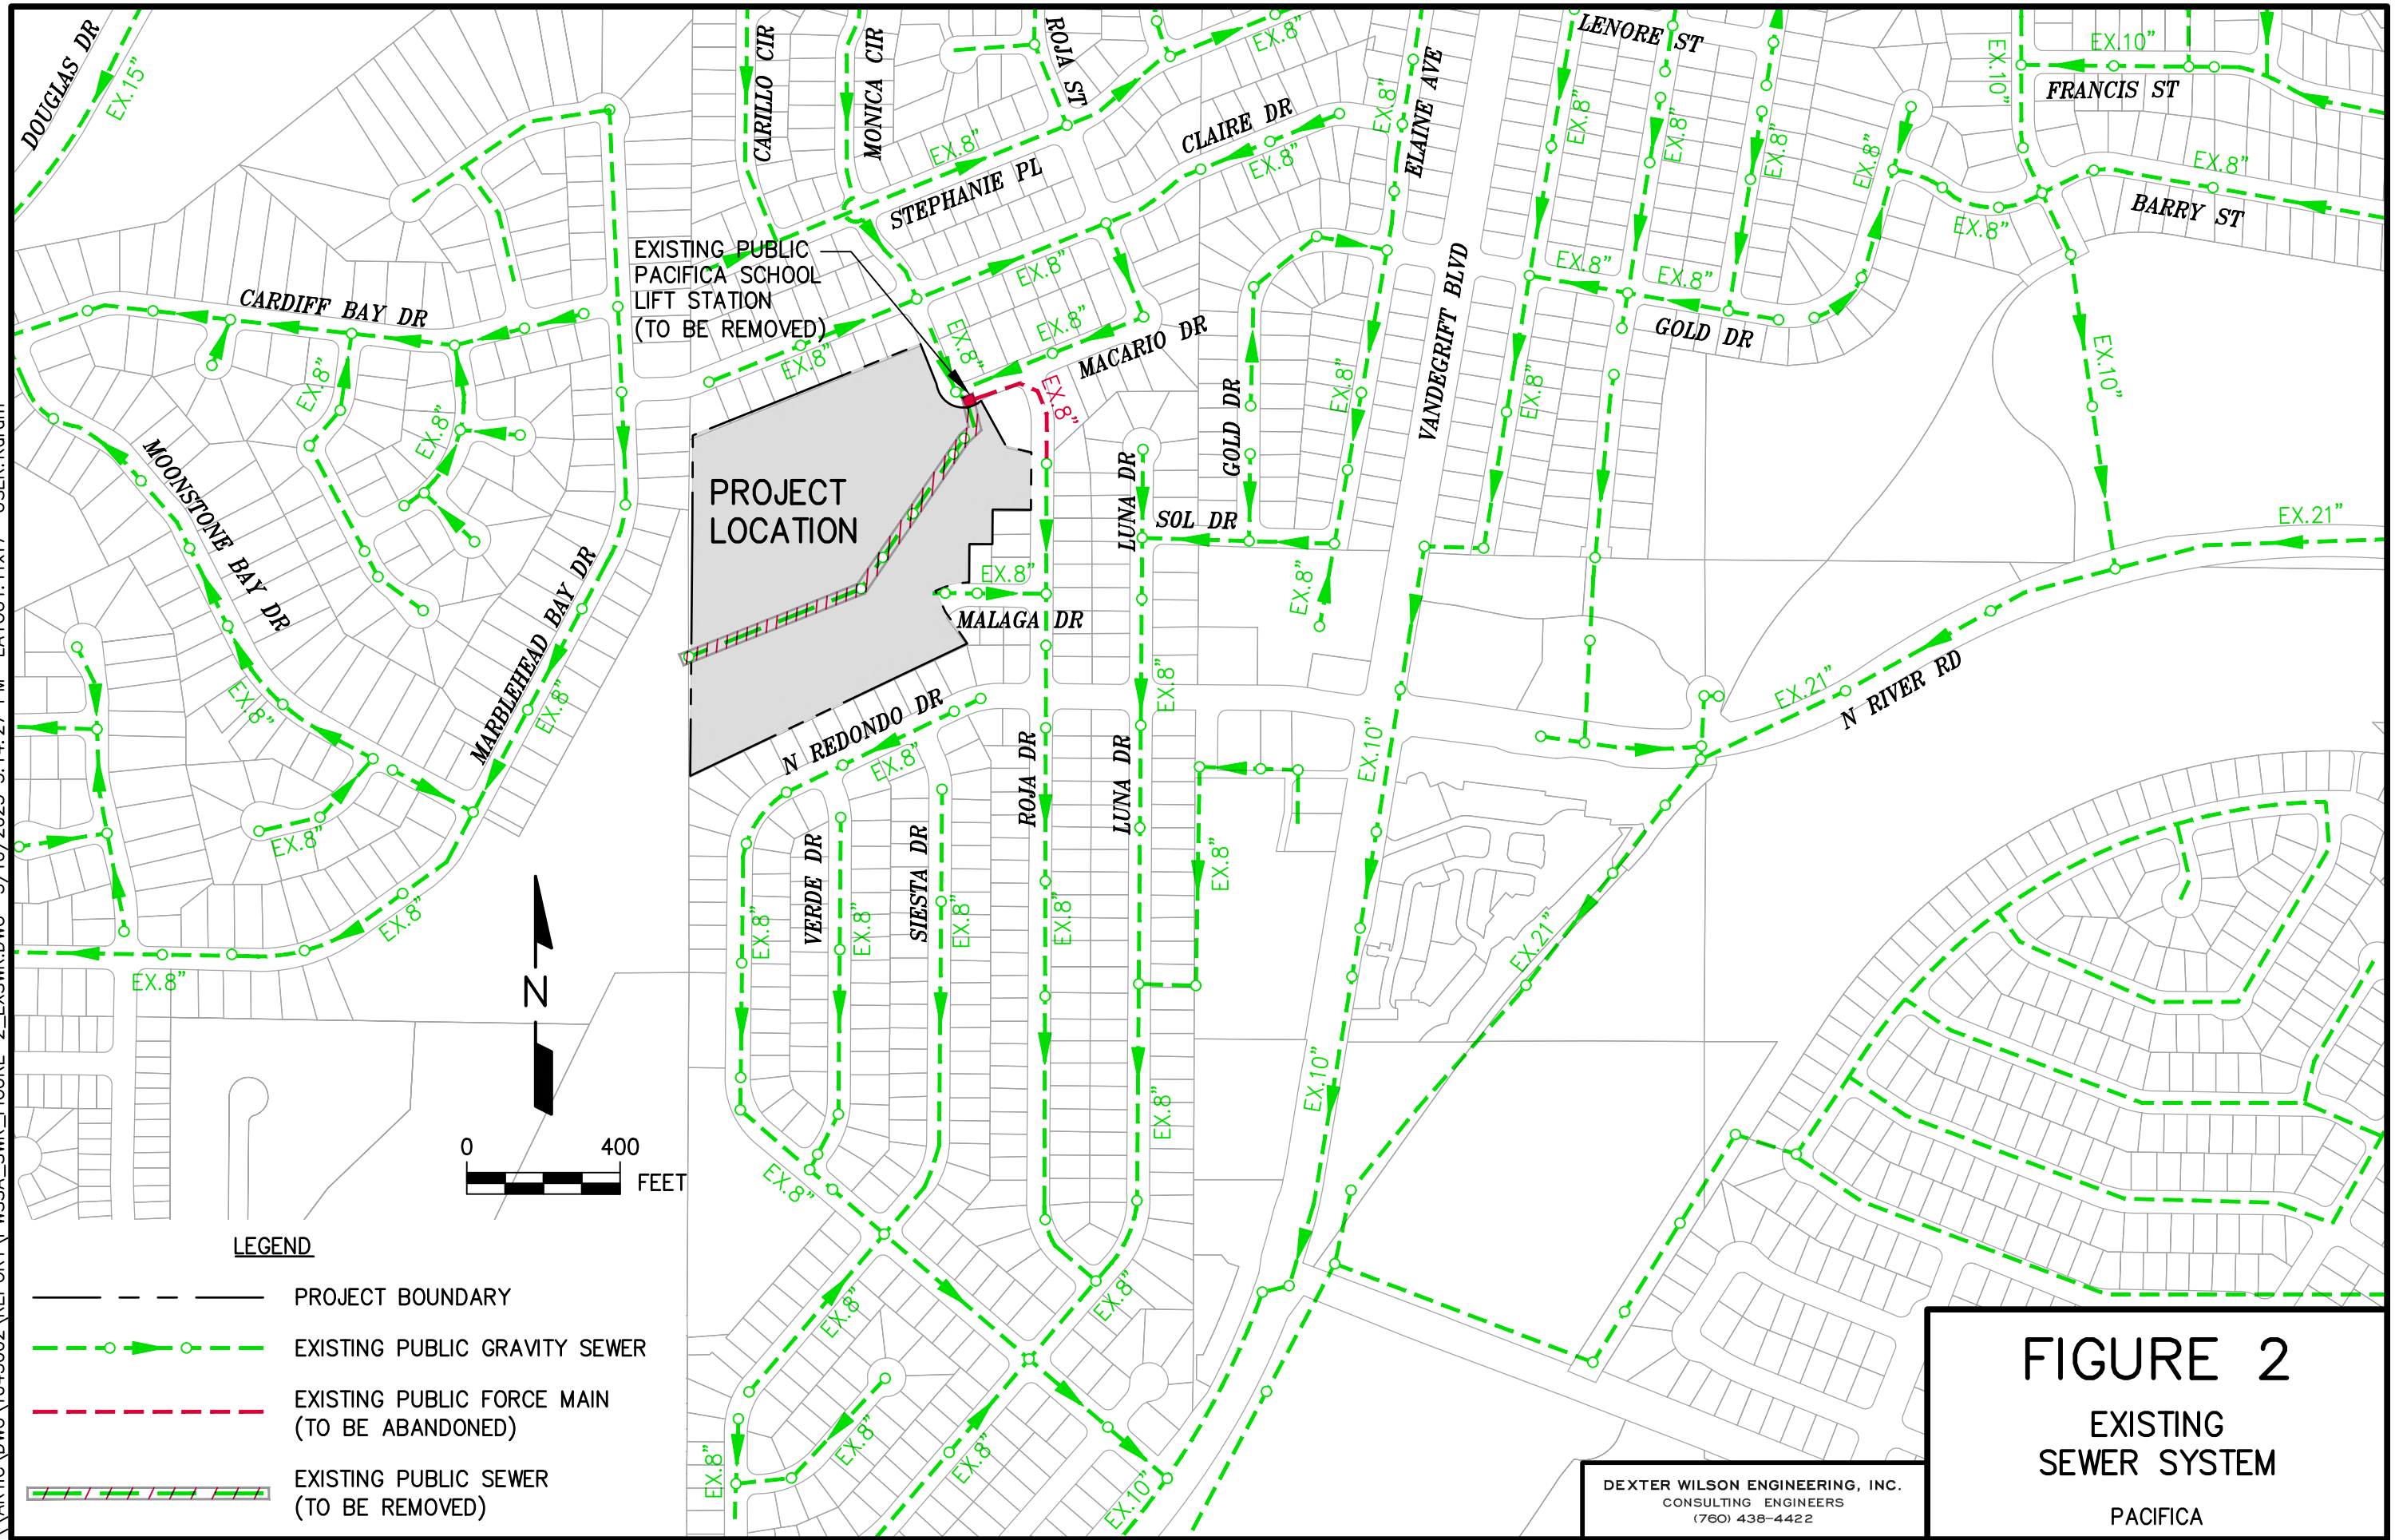 DOUGLAS DR
EX.15"
CARILLO CIR
MONICA CIR
ROJA ST
EX.8"
EX.8"
STEPHANIE PL
CLAIRE DR
EX.8"
EX.8"
ELAINE AVE
LENORE ST
EX.8"
EX.8"
EX.8"
EX.8"
EX.10"
EX.10"
FRANCIS ST
EX.8"
BARRY ST
EX.8"
EXISTING PUBLIC
PACIFICA SCHOOL
LIFT STATION
(TO BE REMOVED)
CARDIFF BAY DR
EX.8"
EX.8"
EX.8"
EX.8"
EX.8"
MACARIO DR
EX.8"
VANDEGRIFT BLVD
EX.8"
EX.8"
GOLD DR
EX.10"
EX.8"
EX.8"
EX.8"
GOLD DR
EX.8"
MOONSTONE BAY DR
PROJECT
LOCATION
LUNA DR
SOL DR
EX.8"
EX.21"
EX.8"
MALAGA DR
MARBLEHEAD BAY DR
EX.8"
EX.8"
EX.8"
EX.21"
N RIVER RD
N REDONDO DR
EX.8"
ROJA DR
LUNA DR
EX.10"
EX.8"
EX.8"
VERDE DR
SIESTA DR
EX.8"
EX.8"
EX.8"
EX.8"
EX.8"
EX.21"
EX.8"
EX.8"
N
EX.10"
EX.8"
0 400
FEET
EX.8"
EX.8"
EX.8"
EX.8"
EX.8"
EX.8"
EX.10"
LEGEND
PROJECT BOUNDARY
EXISTING PUBLIC GRAVITY SEWER
EXISTING PUBLIC FORCE MAIN
(TO BE ABANDONED)
EXISTING PUBLIC SEWER
(TO BE REMOVED)
DEXTER WILSON ENGINEERING, INC.
CONSULTING ENGINEERS
(760) 438-4422
FIGURE 2
EXISTING
SEWER SYSTEM
PACIFICA